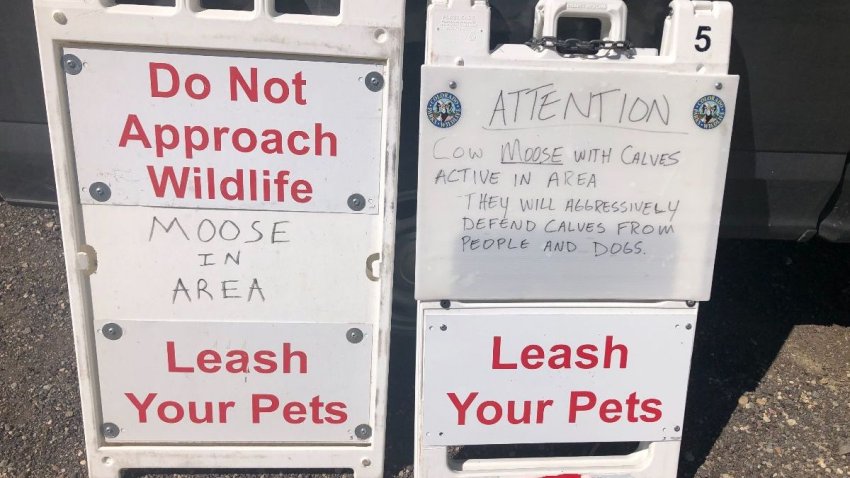 Do Not
Approach
Wildlife
MOOSE
IN
AREA
Leash
Your Pets
5
ATTENTION
COW MOOSE WITH CALVES
ACTIVE IN AREA
THEY WILL AGGRESSIVELY
DEFEND CALVES FROM
PEOPLE AND DOGS.
Leash
Your Pets